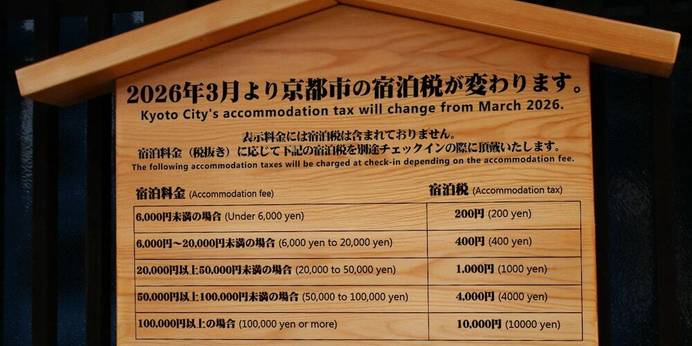 2026年3月より京都市の宿泊税が変わります。
Kyoto City's accommodation tax will change from March 2026.
表示料金には宿泊税は含まれておりません。
宿泊料金（税抜き）に応じて下記の宿泊税を別途チェックインの際に頂戴いたします。
The following accommodation taxes will be charged at check-in depending on the accommodation fee.
宿泊料金 (Accommodation fee) 宿泊税 (Accommodation tax)
6,000円未満の場合 (Under 6,000 yen) 200円 (200 yen)
6,000円～20,000円未満の場合 (6,000 yen to 20,000 yen) 400円 (400 yen)
20,000円以上50,000円未満の場合 (20,000 to 50,000 yen) 1,000円 (1000 yen)
50,000円以上100,000円未満の場合 (50,000 to 100,000 yen) 4,000円 (4000 yen)
100,000円以上の場合 (100,000 yen or more) 10,000円 (10000 yen)